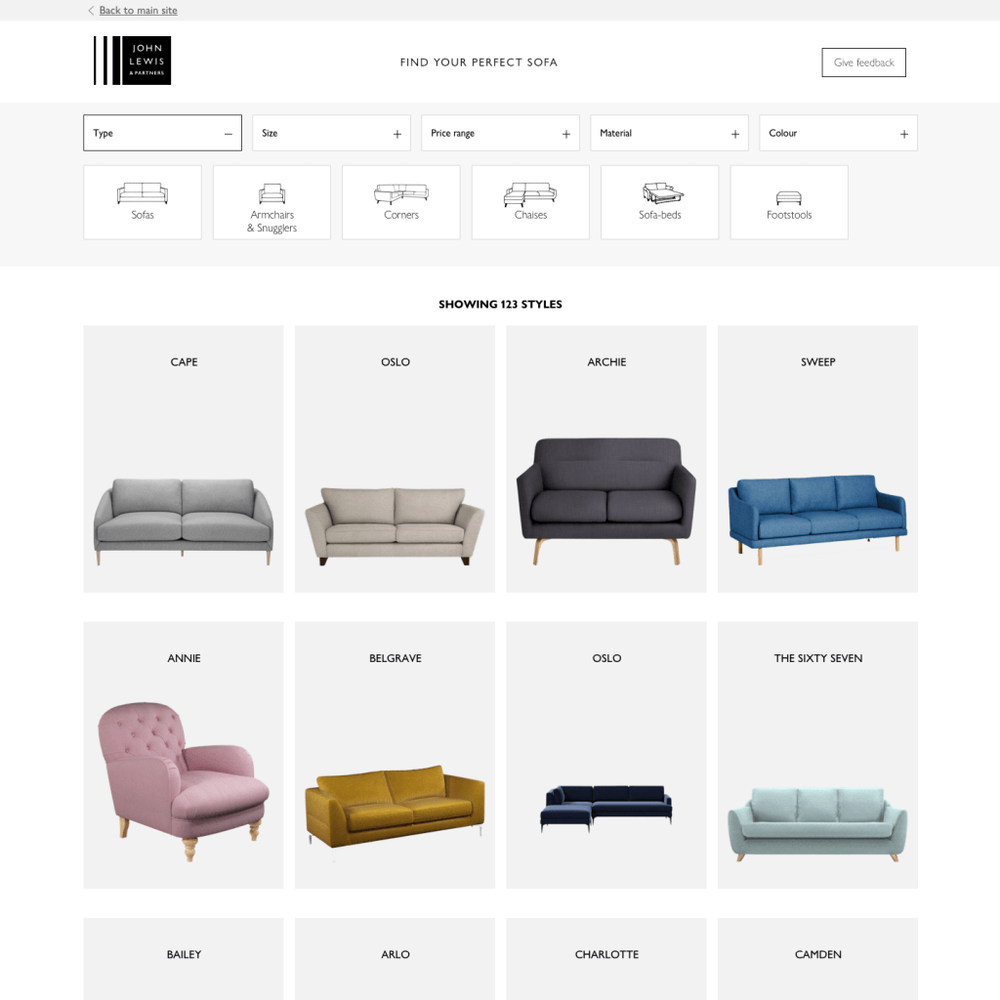 Back to main site
JOHN
LEWIS
& PARTNERS
FIND YOUR PERFECT SOFA
Give feedback
Type
Size
Price range
Material
Colour
Sofas
Armchairs
& Snugglers
Corners
Chaises
Sofa-beds
Footstools
SHOWING 123 STYLES
CAPE
OSLO
ARCHIE
SWEEP
ANNIE
BELGRAVE
OSLO
THE SIXTY SEVEN
BAILEY
ARLO
CHARLOTTE
CAMDEN